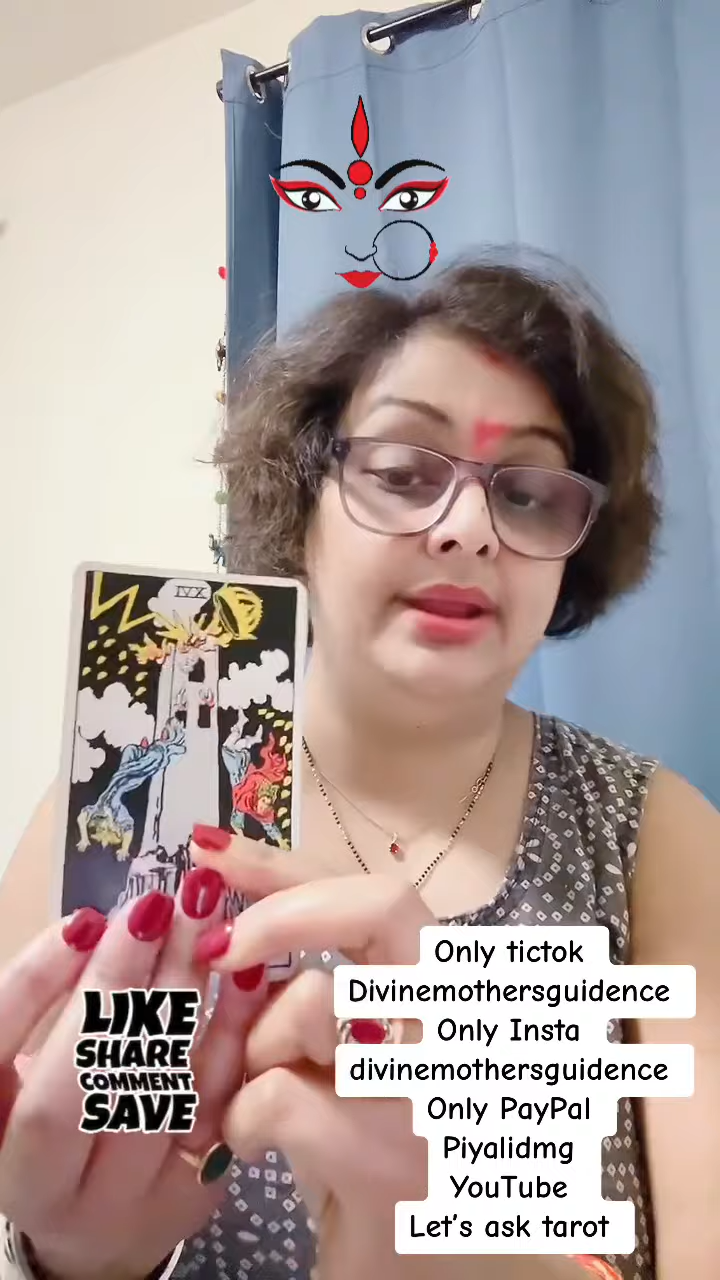 XVI
LIKE
SHARE
COMMENT
SAVE
Only tictok
Divinemothersguidence
Only Insta
divinemothersguidence
Only PayPal
Piyalidmg
YouTube
Let's ask tarot